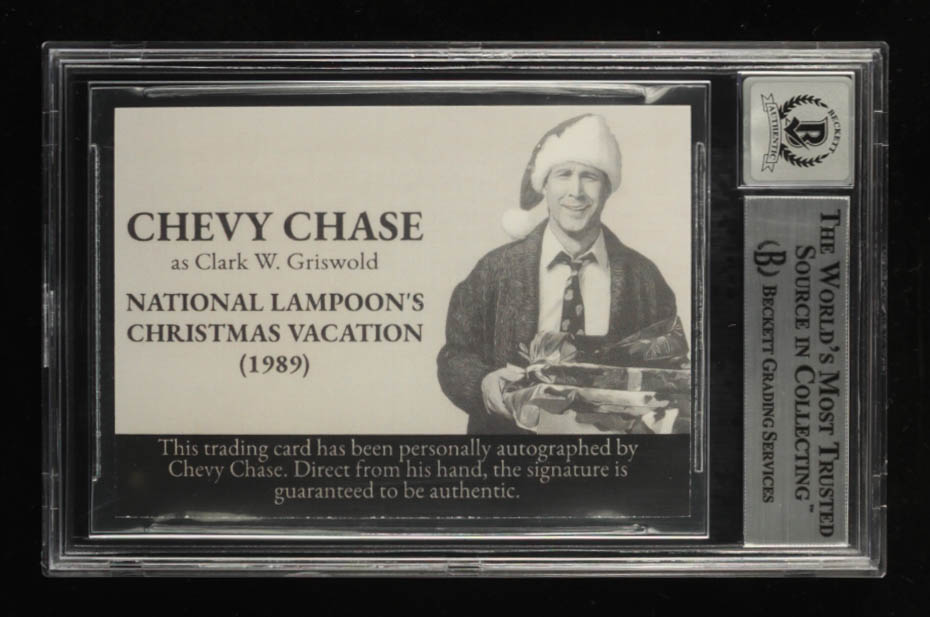 CHEVY CHASE
as Clark W. Griswold
NATIONAL LAMPOON'S
CHRISTMAS VACATION
(1989)
This trading card has been personally autographed by
Chevy Chase. Direct from his hand, the signature is
guaranteed to be authentic.
BECKETT
B
AUTHENTIC
THE WORLD'S MOST TRUSTED
SOURCE IN COLLECTING™
(B) BECKETT GRADING SERVICES